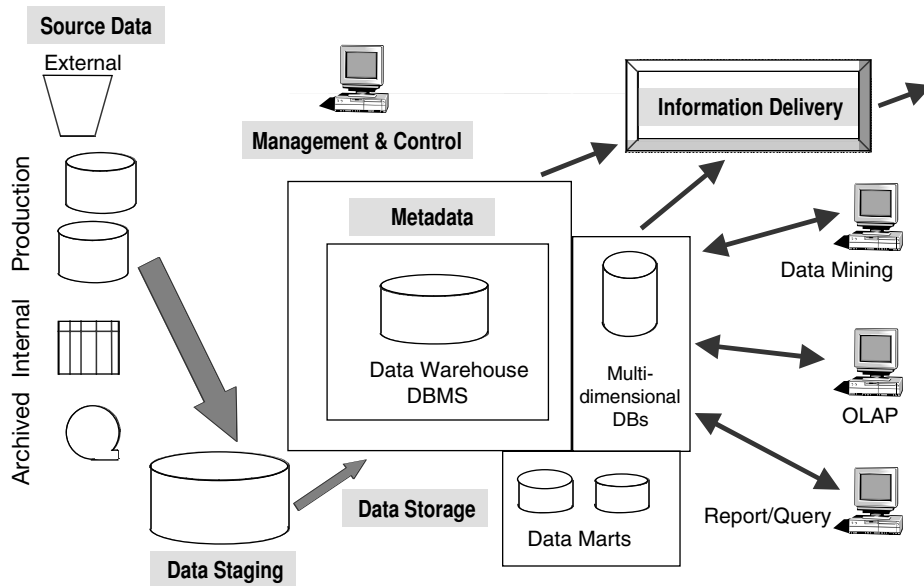 Source Data
External
Production
Internal
Archived
Management & Control
Information Delivery
Metadata
Data Warehouse
DBMS
Multi-
dimensional
DBs
Data Mining
OLAP
Report/Query
Data Marts
Data Storage
Data Staging